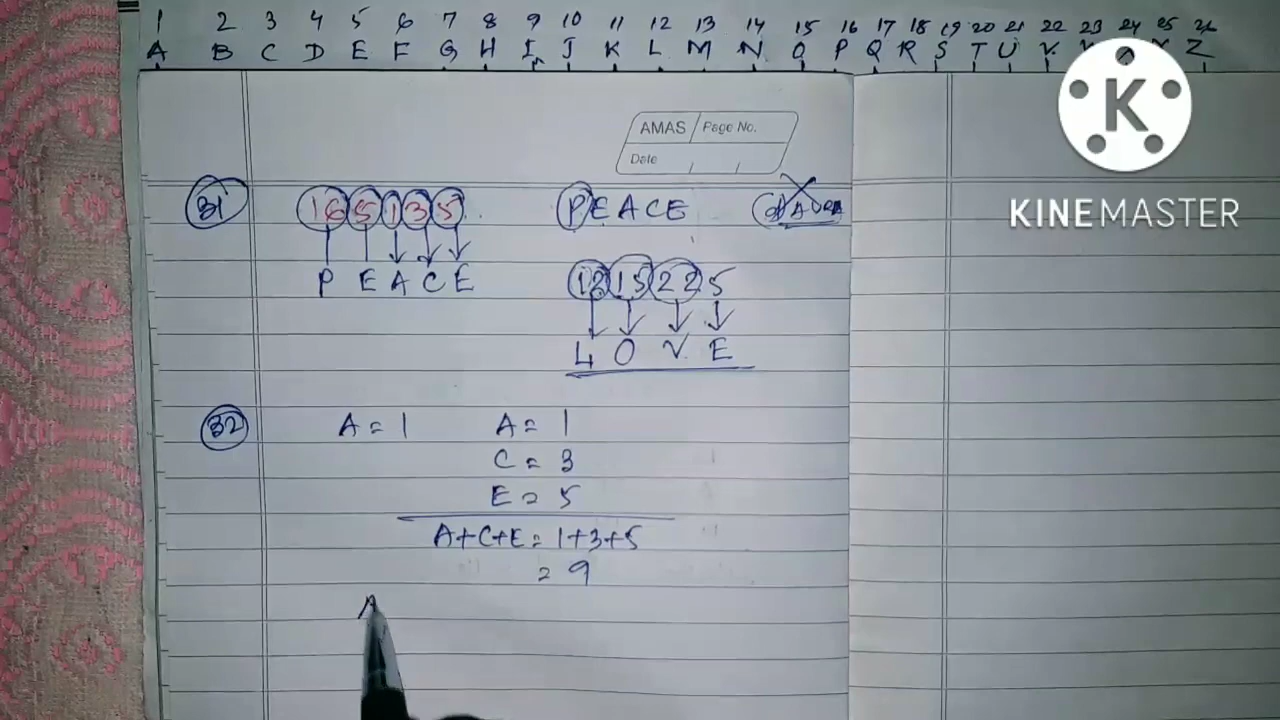 1 2 3 4 5 6 7 8 9 10 11 12 13 14 15 16 17 18 19 20 21 22 23 24 25 26
A B C D E F G H I J K L M N O P Q R S T U V Z
AMAS Page No.
Date
K
KINEMASTER
B1 16 5 1 3 5 PEACE
P E A C E
12 15 22 5
L O V E
B2 A = 1 A = 1
C = 3
E = 5
A+C+E = 1+3+5
= 9